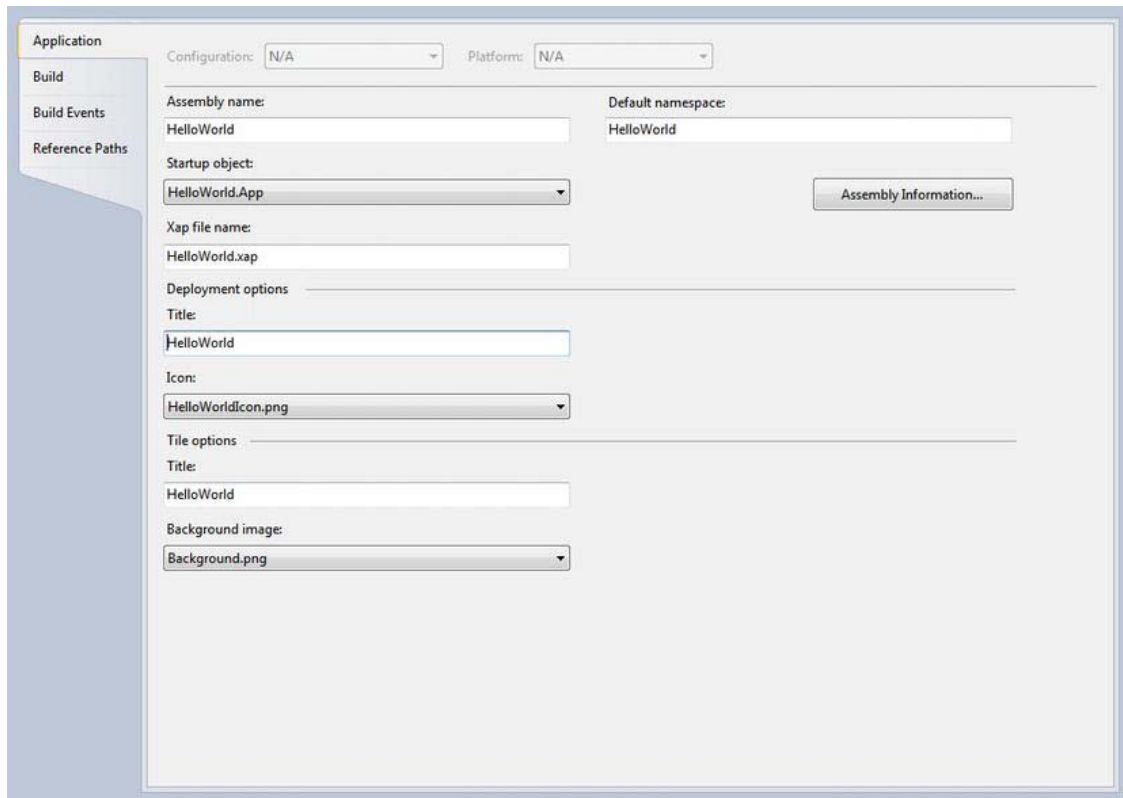 Application
Build
Build Events
Reference Paths
Configuration: N/A Platform: N/A
Assembly name: Default namespace:
HelloWorld HelloWorld
Startup object:
HelloWorld.App Assembly Information...
Xap file name:
HelloWorld.xap
Deployment options
Title:
HelloWorld
Icon:
HelloWorldIcon.png
Tile options
Title:
HelloWorld
Background image:
Background.png